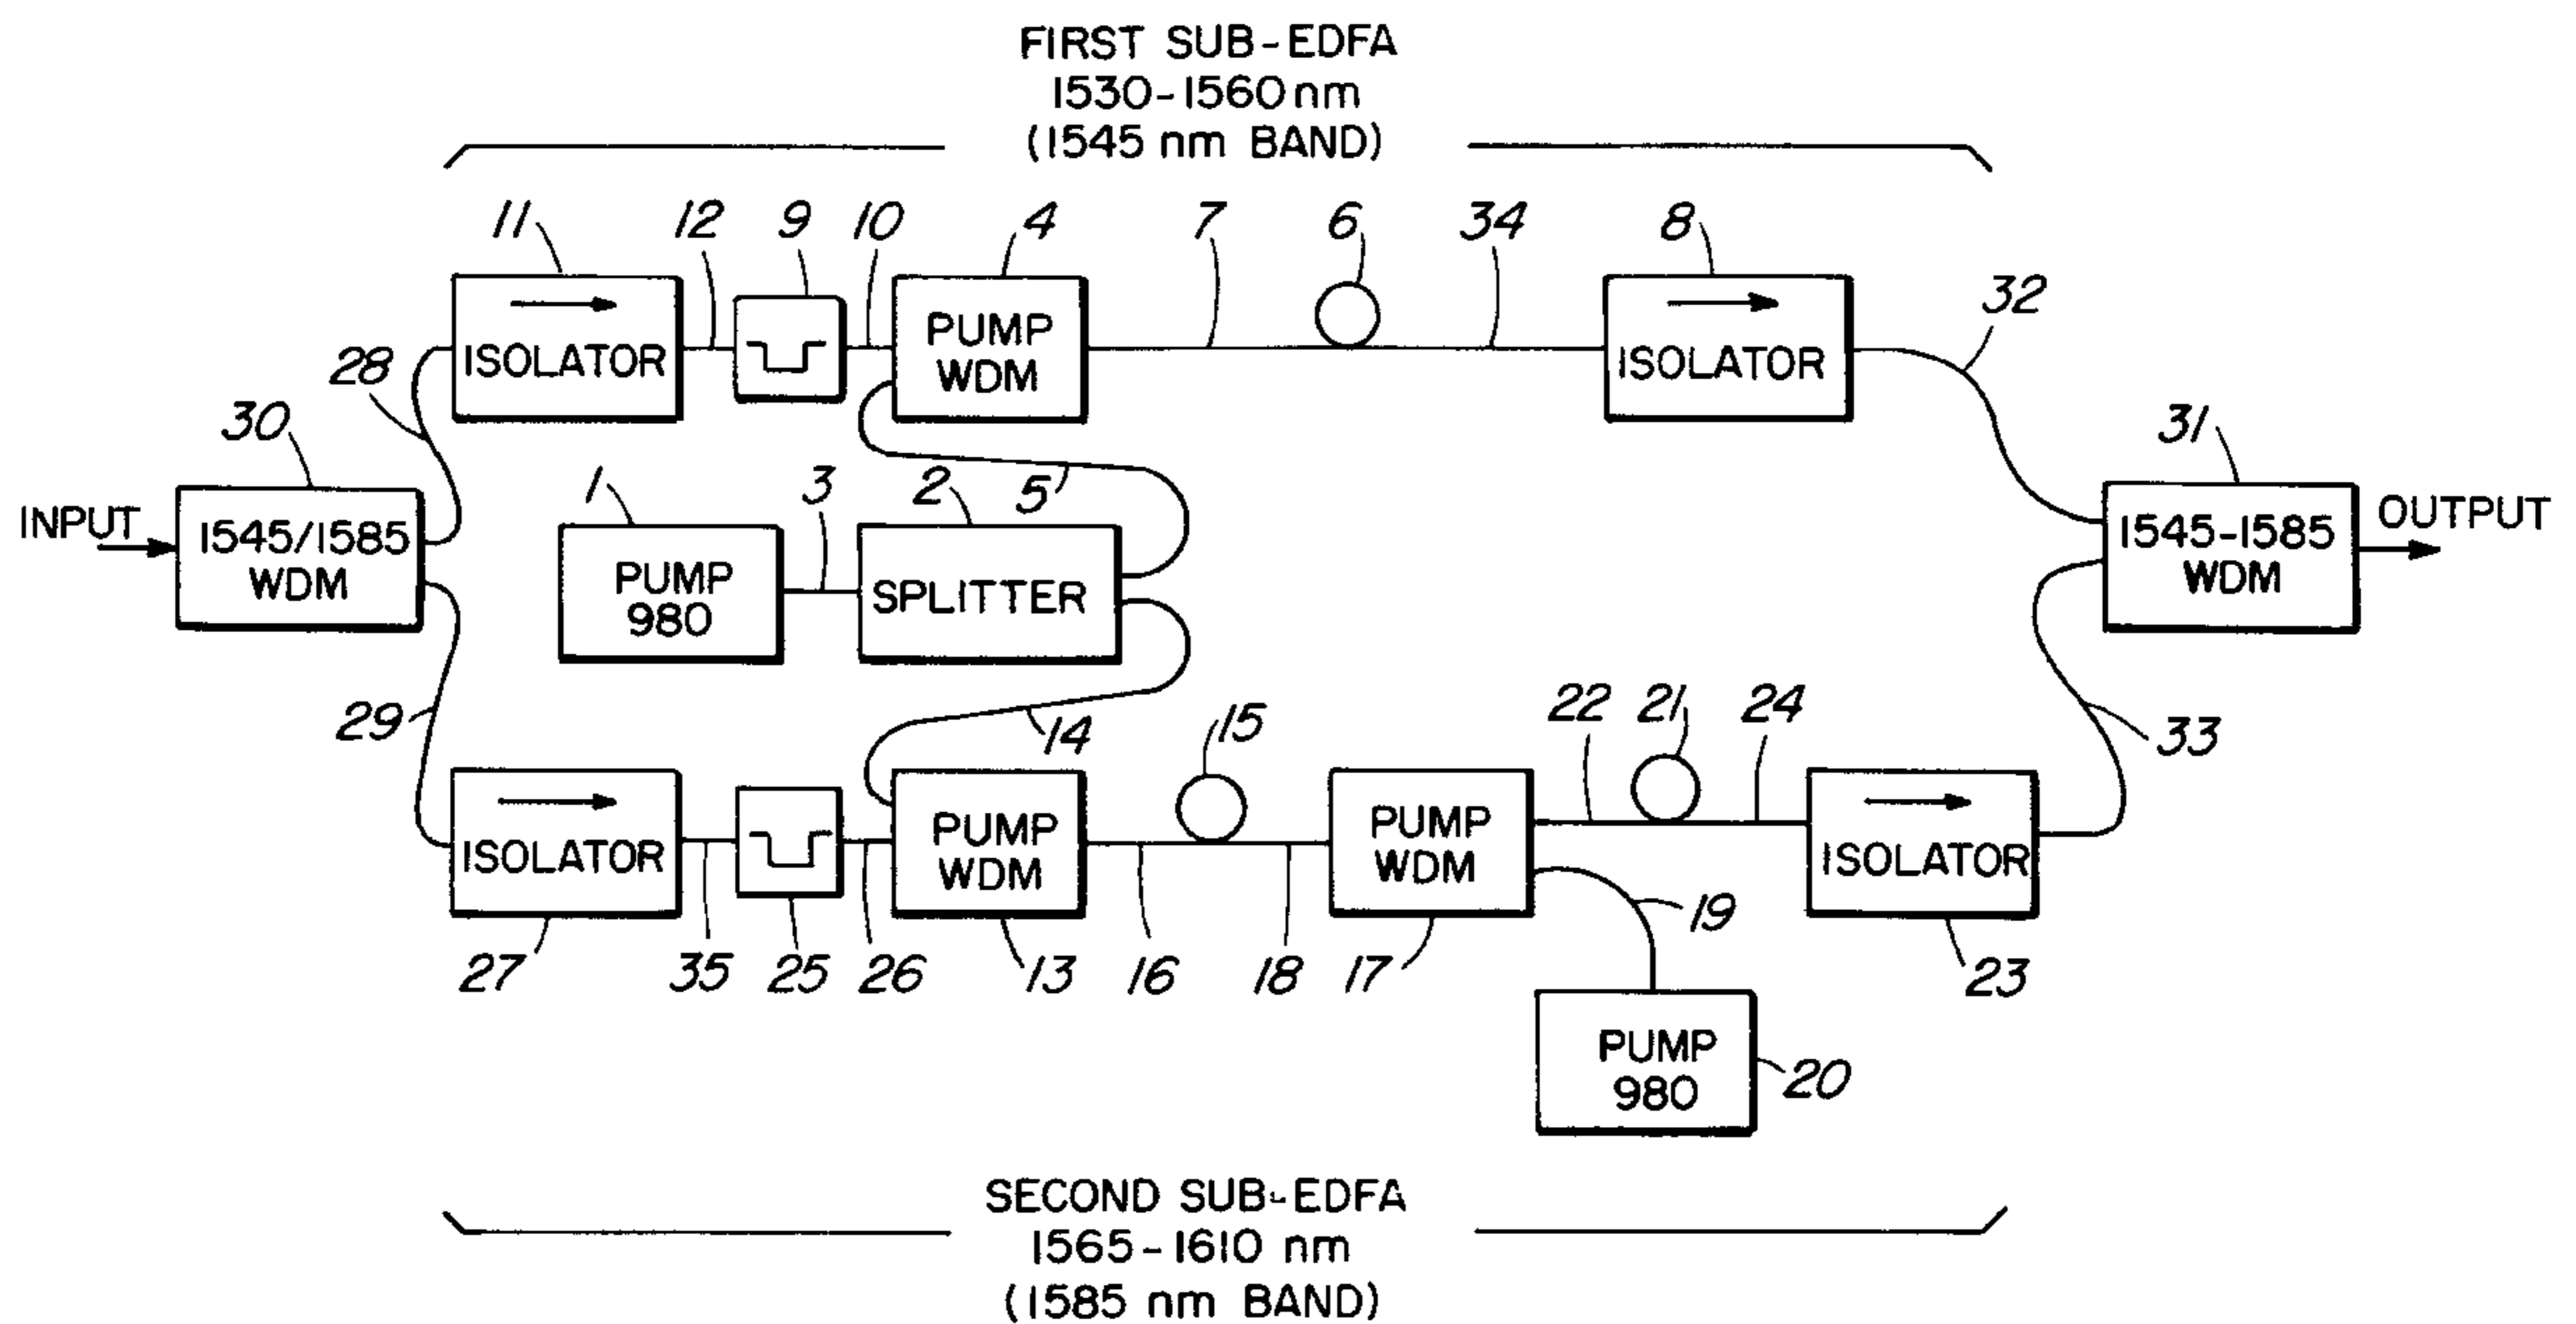 FIRST SUB-EDFA
1530-1560 nm
(1545 nm BAND)
11 12 9 10 4 7 6 34 8
ISOLATOR
PUMP
WDM
ISOLATOR
32
28
30
31
INPUT
1545/1585
WDM
1 3 2 5
PUMP
980
SPLITTER
1545-1585
WDM
OUTPUT
29
14
15
22 21 24
33
ISOLATOR
PUMP
WDM
PUMP
WDM
ISOLATOR
19
27 35 25 26 13 16 18 17 23
PUMP
980
20
SECOND SUB-EDFA
1565-1610 nm
(1585 nm BAND)